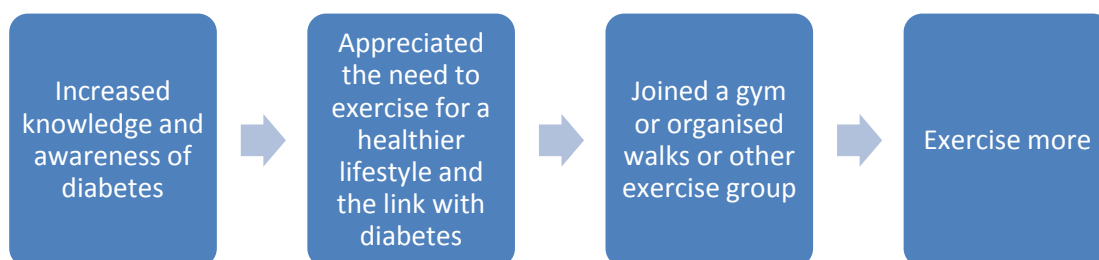 Increased
knowledge and
awareness of
diabetes
Appreciated
the need to
exercise for a
healthier
lifestyle and
the link with
diabetes
Joined a gym
or organised
walks or other
exercise group
Exercise more